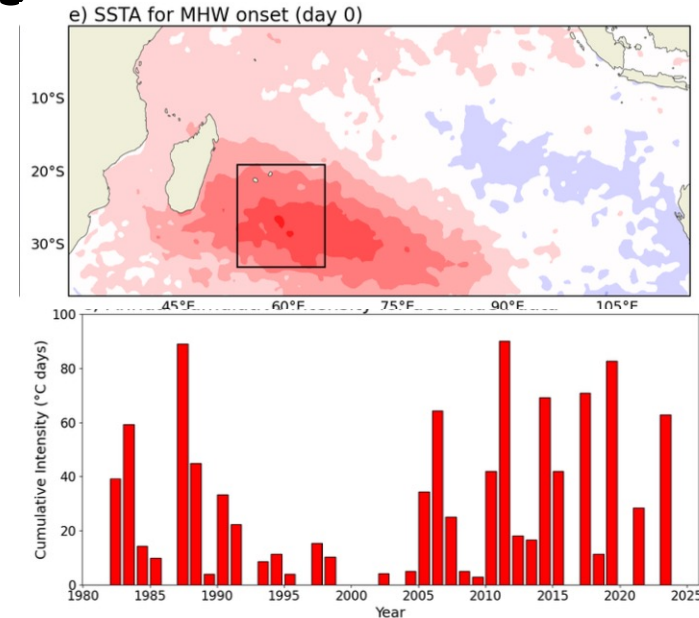 e) SSTA for MHW onset (day 0)
10°S
20°S
30°S
45°E 60°E 75°E 90°E 105°E
100
80
60
40
20
0
Cumulative Intensity (°C days)
1980 1985 1990 1995 2000 2005 2010 2015 2020 2025
Year